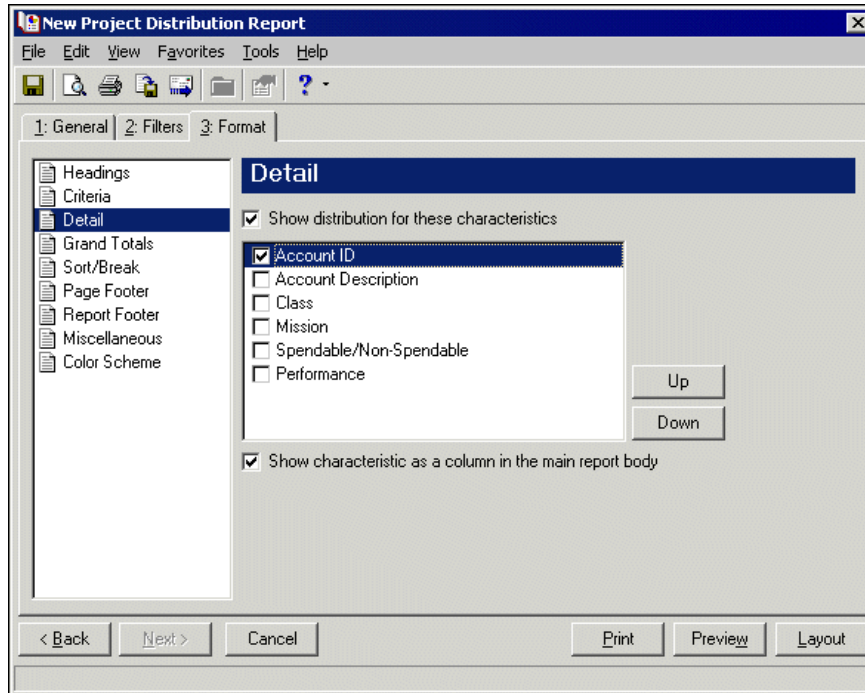 New Project Distribution Report
File Edit View Favorites Tools Help
1: General 2: Filters 3: Format
Headings
Criteria
Detail
Grand Totals
Sort/Break
Page Footer
Report Footer
Miscellaneous
Color Scheme
Detail
Show distribution for these characteristics
Account ID
Account Description
Class
Mission
Spendable/Non-Spendable
Performance
Up
Down
Show characteristic as a column in the main report body
< Back Next > Cancel Print Preview Layout